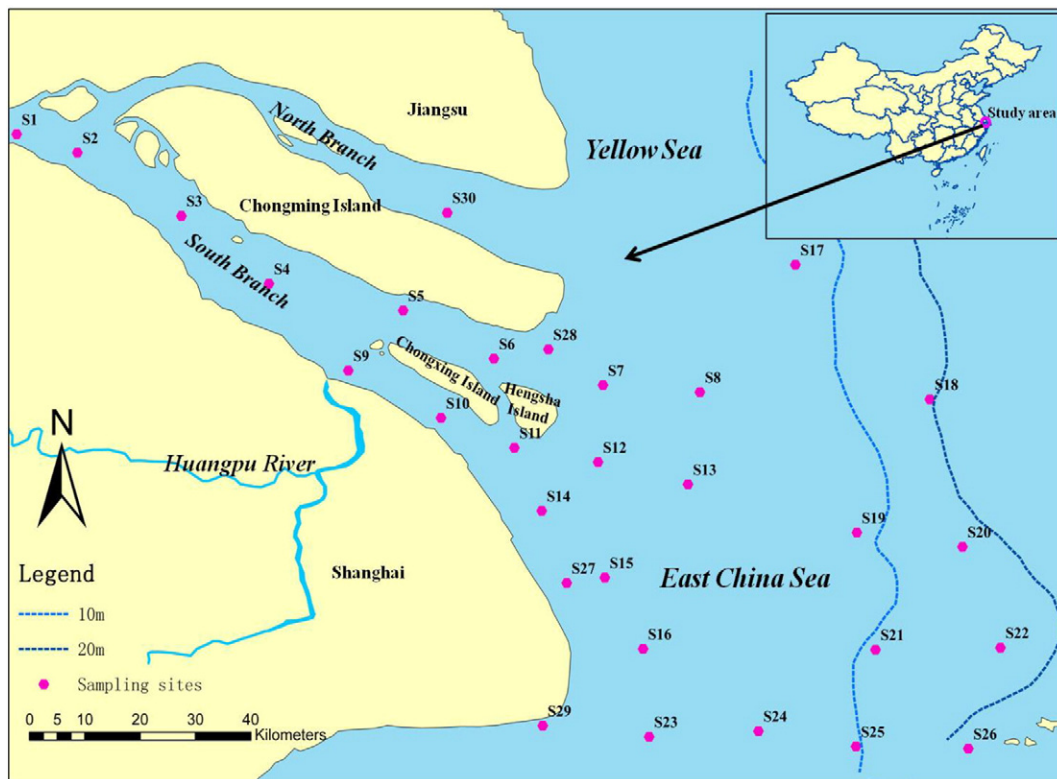 S1
S2
Jiangsu
North Branch
Yellow Sea
Study area
S3
Chongming Island
S30
S17
South Branch
S4
S5
S28
S6
S9
Chongxing Island
S7
S8
S18
Hengsha
Island
S10
S11
N
Huangpu River
S12
S13
S14
S19
S20
Legend
Shanghai
S27
S15
East China Sea
10m
S16
S21
S22
20m
Sampling sites
S29
S23
S24
S25
S26
0 5 10 20 30 40
Kilometers